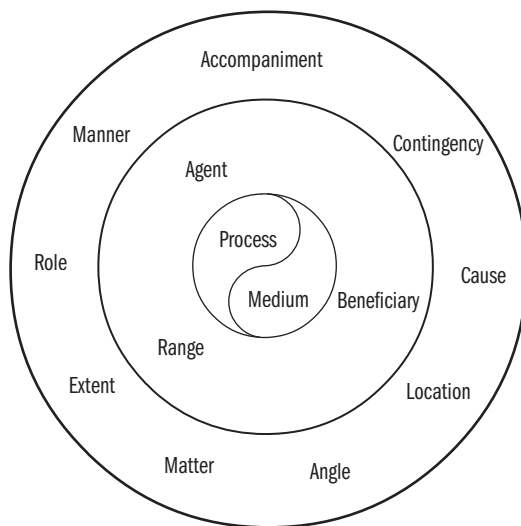 Accompaniment
Manner
Contingency
Agent
Process
Role
Cause
Medium
Beneficiary
Range
Extent
Location
Matter
Angle